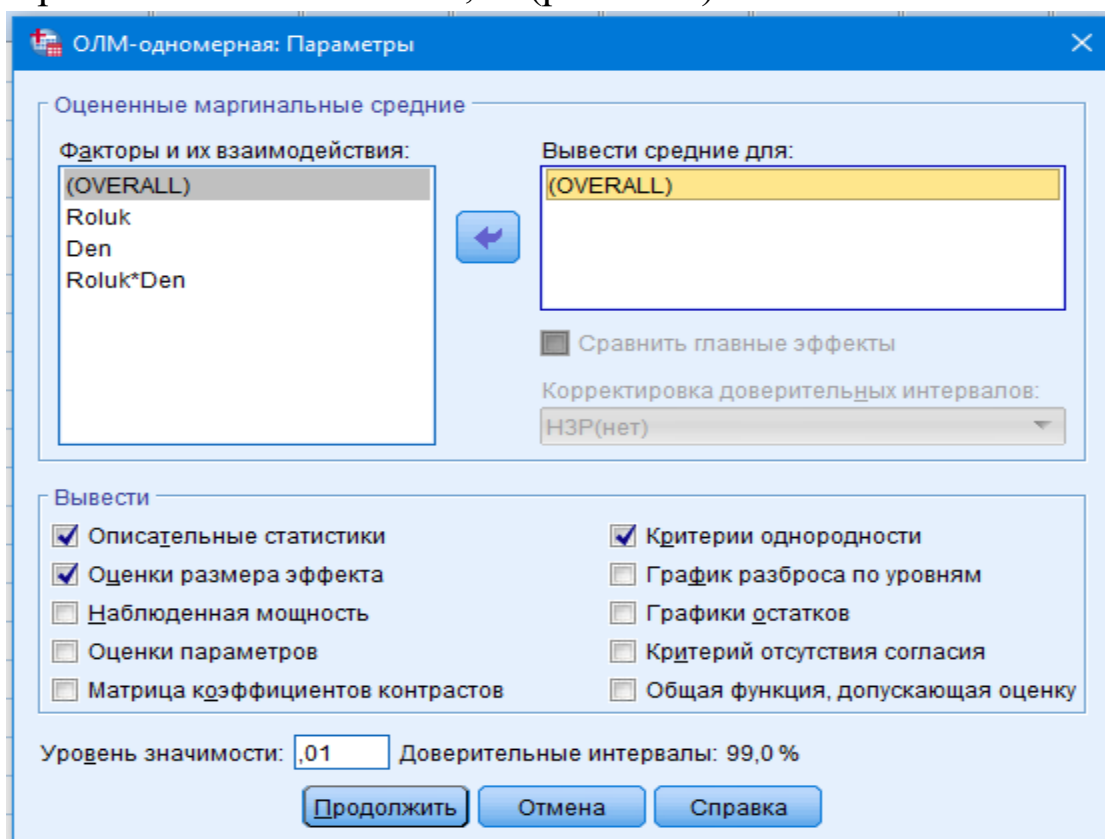 ОЛМ-одномерная: Параметры
Оцененные маргинальные средние
Факторы и их взаимодействия:
(OVERALL)
Roluk
Den
Roluk*Den
Вывести средние для:
(OVERALL)
Сравнить главные эффекты
Корректировка доверительных интервалов:
НЗР(нет)
Вывести
Описательные статистики
Оценки размера эффекта
Наблюденная мощность
Оценки параметров
Матрица коэффициентов контрастов
Критерии однородности
График разброса по уровням
Графики остатков
Критерий отсутствия согласия
Общая функция, допускающая оценку
Уровень значимости: ,01 Доверительные интервалы: 99,0 %
Продолжить Отмена Справка